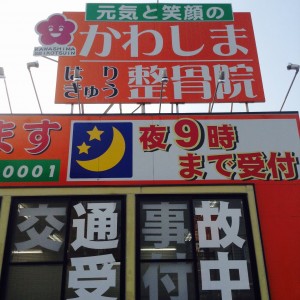 元気と笑顔の
KAWASHIMA
かわしま
はり
きゅう
整骨院
ます
0001
夜9時
まで受付
交通事故
受付中